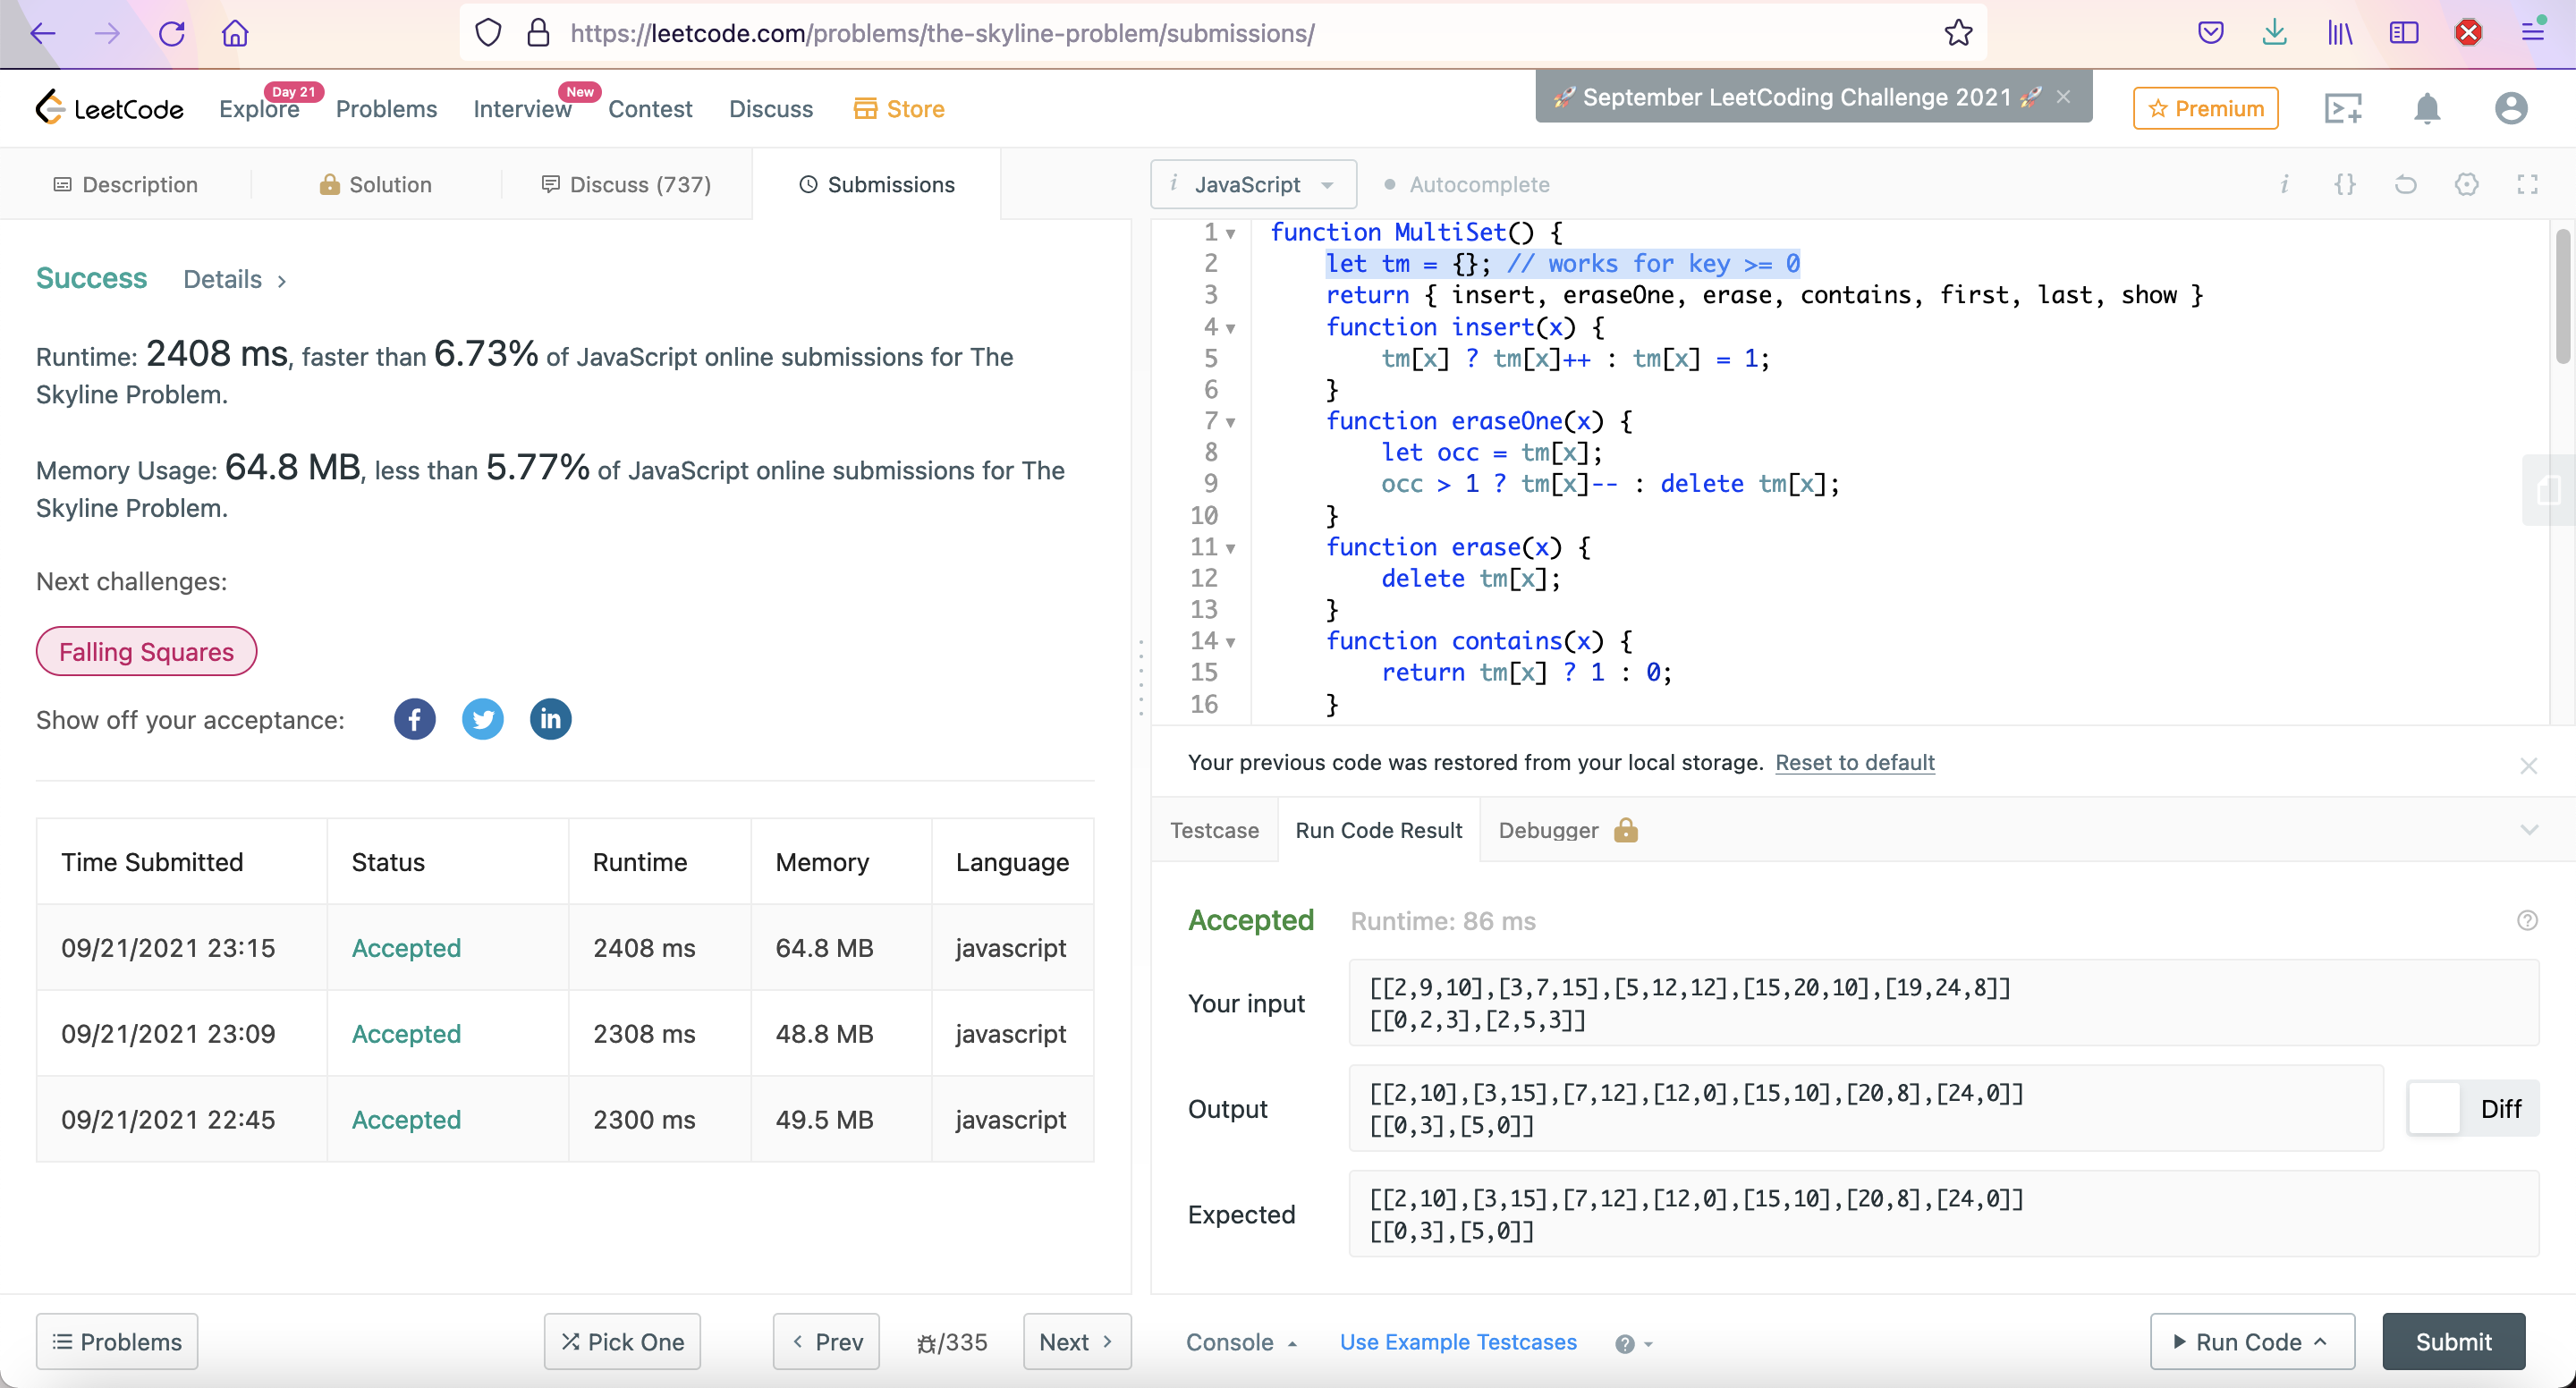 https://leetcode.com/problems/the-skyline-problem/submissions/
LeetCode
Explore
Day 21
Problems
Interview
New
Contest
Discuss
Store
🚀 September LeetCoding Challenge 2021 🚀 ×
Premium
Description
Solution
Discuss (737)
Submissions
Success
Details
Runtime: 2408 ms, faster than 6.73% of JavaScript online submissions for The
Skyline Problem.
Memory Usage: 64.8 MB, less than 5.77% of JavaScript online submissions for The
Skyline Problem.
Next challenges:
Falling Squares
Show off your acceptance:
Time Submitted Status Runtime Memory Language
09/21/2021 23:15 Accepted 2408 ms 64.8 MB javascript
09/21/2021 23:09 Accepted 2308 ms 48.8 MB javascript
09/21/2021 22:45 Accepted 2300 ms 49.5 MB javascript
Problems
Pick One
Prev
/335
Next
i JavaScript
Autocomplete
1 function MultiSet() {
2 let tm = {}; // works for key >= 0
3 return { insert, eraseOne, erase, contains, first, last, show }
4 function insert(x) {
5 tm[x] ? tm[x]++ : tm[x] = 1;
6 }
7 function eraseOne(x) {
8 let occ = tm[x];
9 occ > 1 ? tm[x]-- : delete tm[x];
10 }
11 function erase(x) {
12 delete tm[x];
13 }
14 function contains(x) {
15 return tm[x] ? 1 : 0;
16 }
Your previous code was restored from your local storage. Reset to default
Testcase
Run Code Result
Debugger
Accepted Runtime: 86 ms
Your input
[[2,9,10],[3,7,15],[5,12,12],[15,20,10],[19,24,8]]
[[0,2,3],[2,5,3]]
Output
[[2,10],[3,15],[7,12],[12,0],[15,10],[20,8],[24,0]]
[[0,3],[5,0]]
Diff
Expected
[[2,10],[3,15],[7,12],[12,0],[15,10],[20,8],[24,0]]
[[0,3],[5,0]]
Console
Use Example Testcases
Run Code
Submit